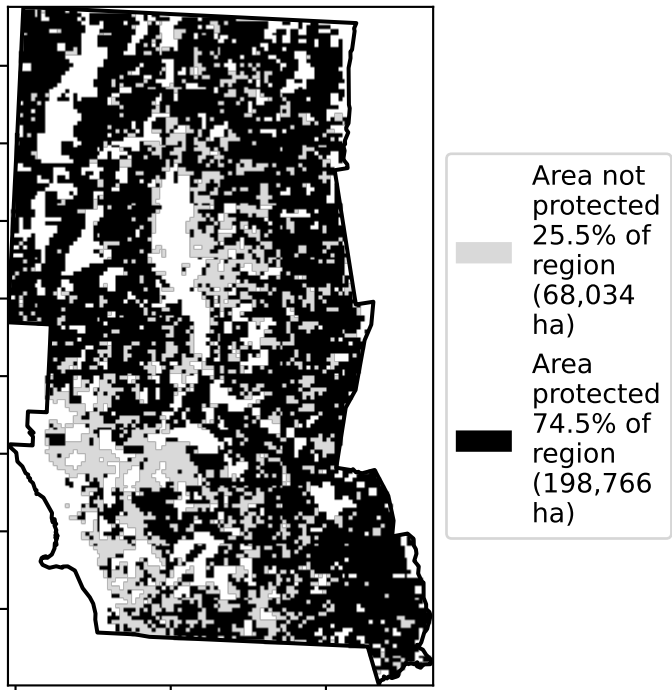 Area not
protected
25.5% of
region
(68,034
ha)
Area
protected
74.5% of
region
(198,766
ha)